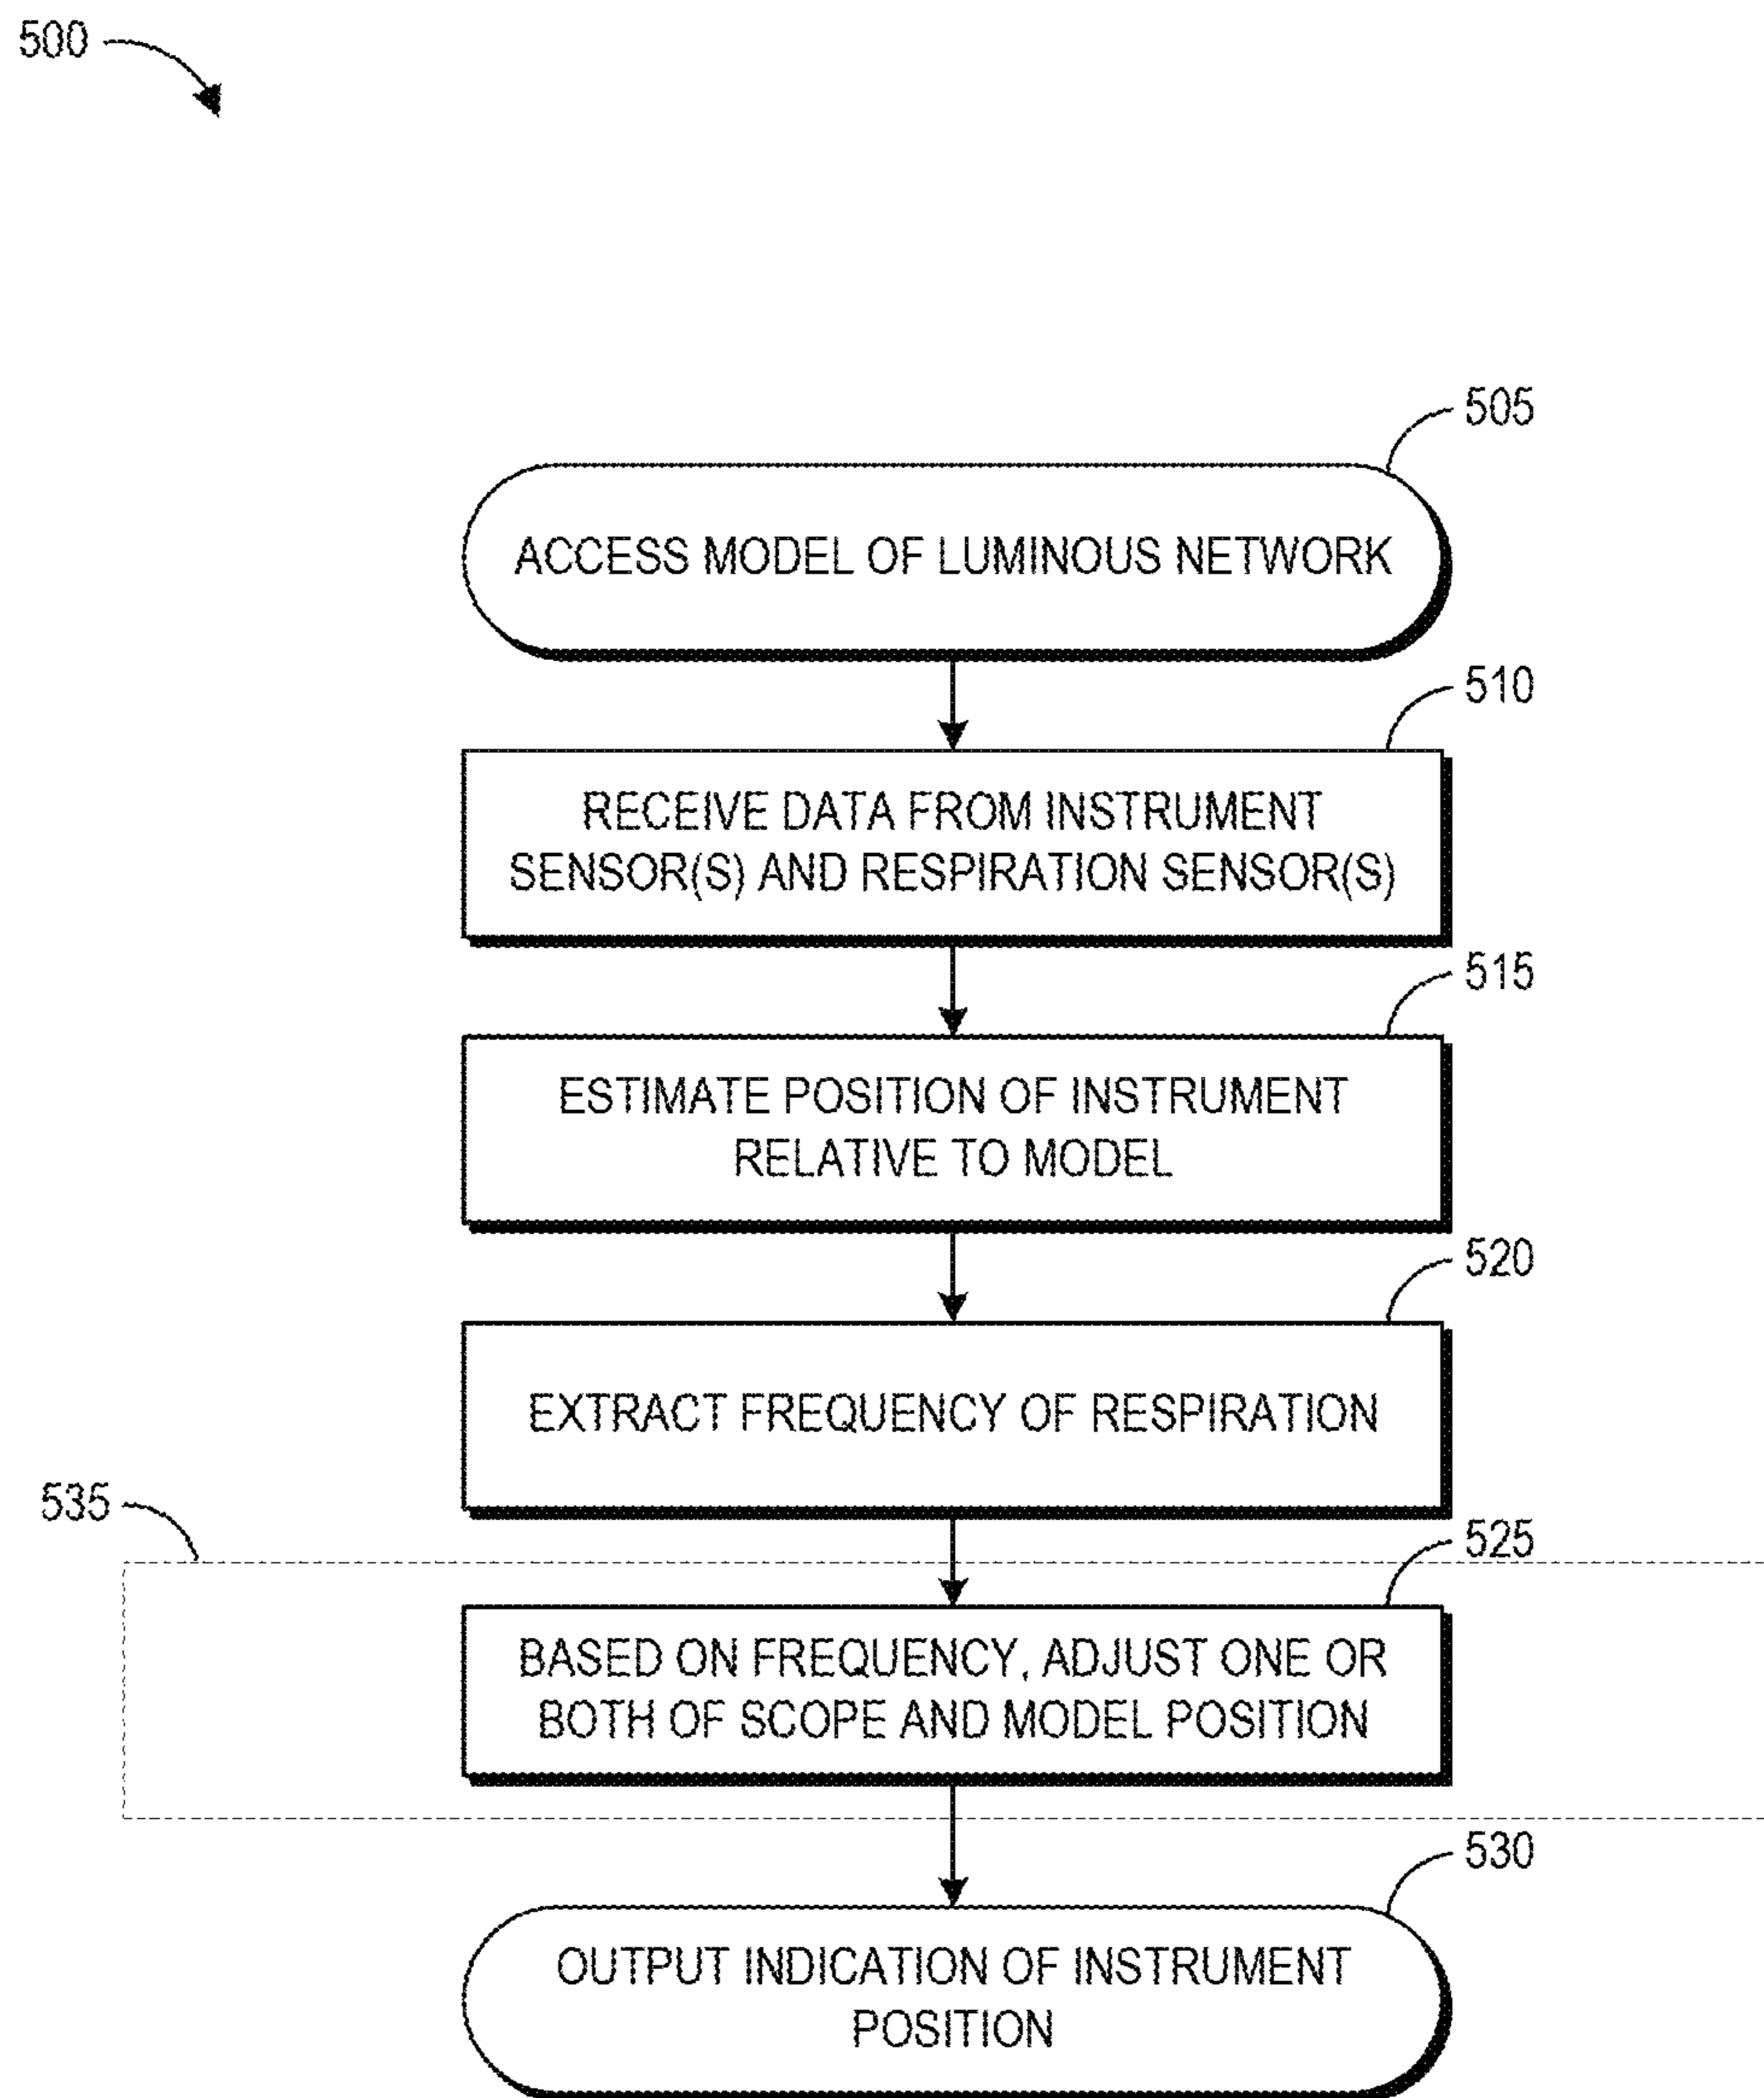 500
505
ACCESS MODEL OF LUMINOUS NETWORK
510
RECEIVE DATA FROM INSTRUMENT
SENSOR(S) AND RESPIRATION SENSOR(S)
515
ESTIMATE POSITION OF INSTRUMENT
RELATIVE TO MODEL
520
EXTRACT FREQUENCY OF RESPIRATION
535
525
BASED ON FREQUENCY, ADJUST ONE OR
BOTH OF SCOPE AND MODEL POSITION
530
OUTPUT INDICATION OF INSTRUMENT
POSITION